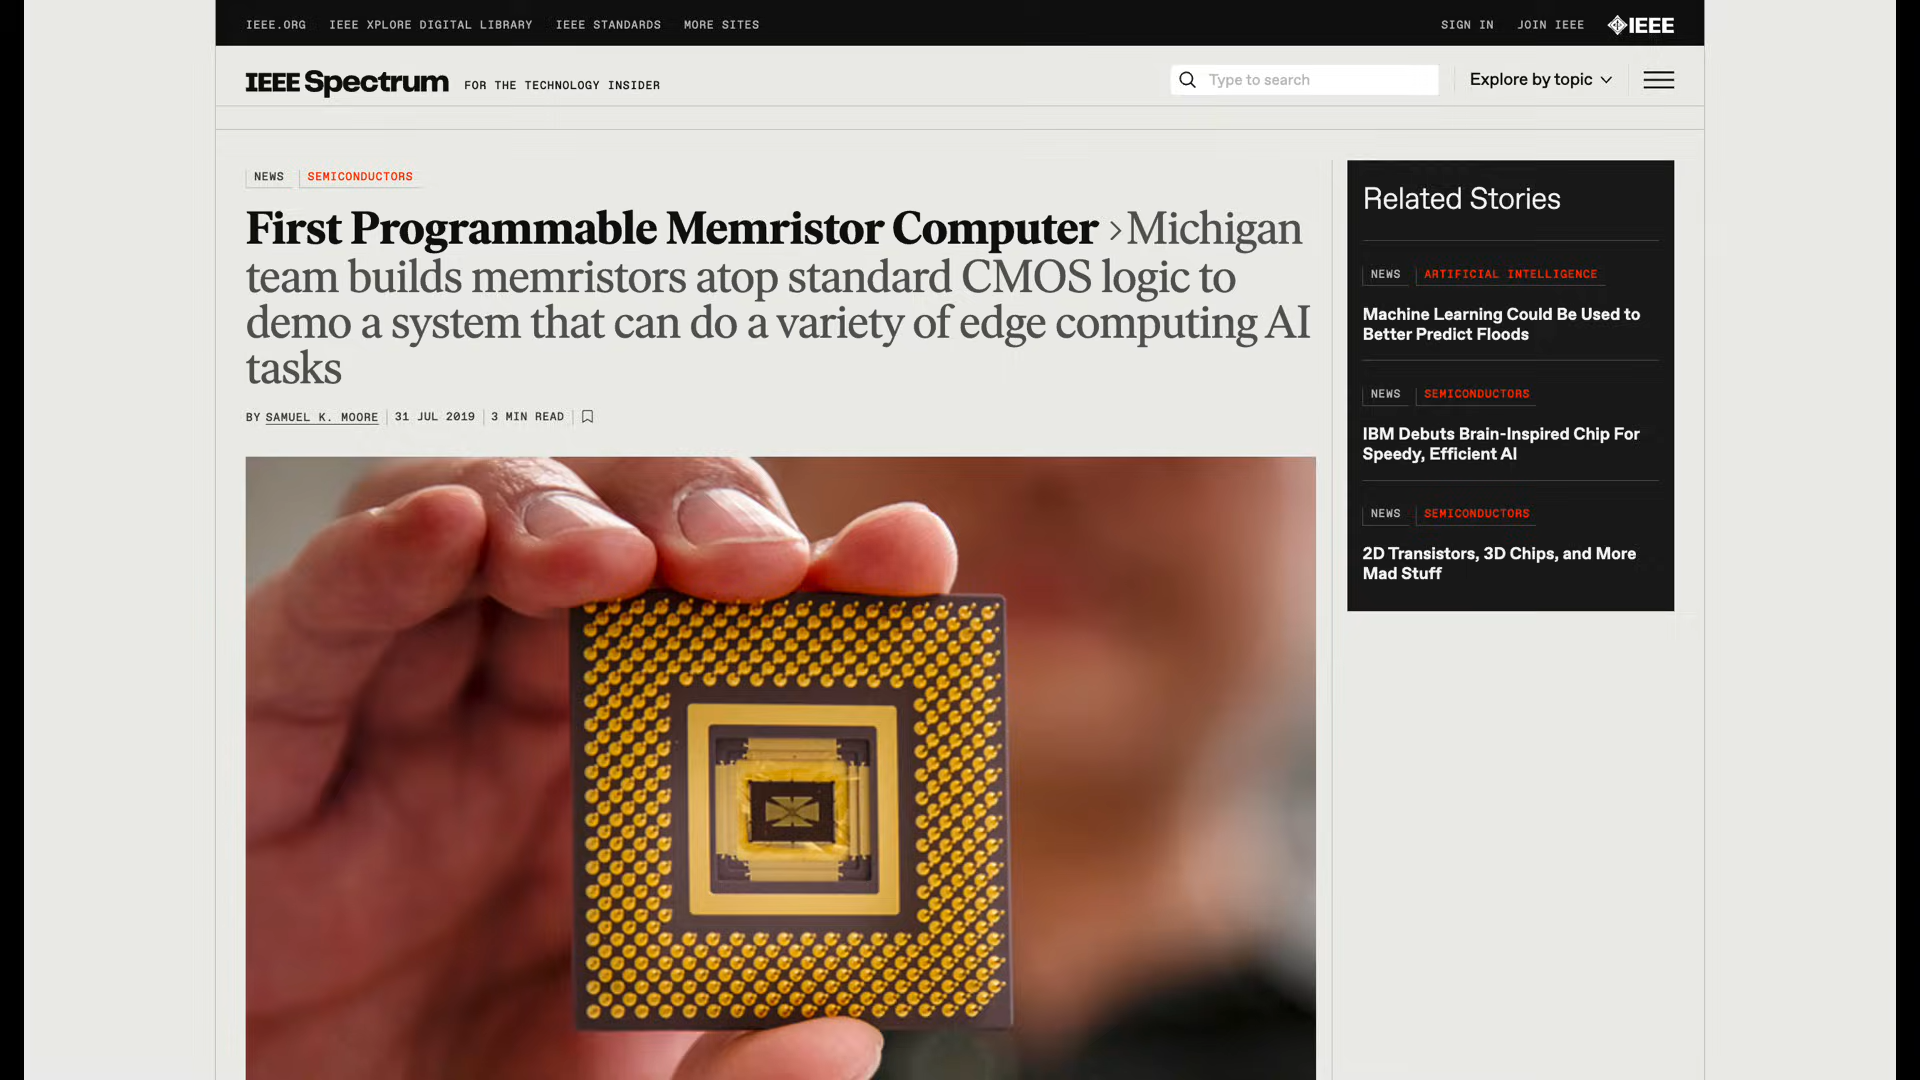 IEEE.ORG IEEE XPLORE DIGITAL LIBRARY IEEE STANDARDS MORE SITES SIGN IN JOIN IEEE IEEE
IEEE Spectrum FOR THE TECHNOLOGY INSIDER Type to search Explore by topic
NEWS SEMICONDUCTORS
First Programmable Memristor Computer › Michigan
team builds memristors atop standard CMOS logic to
demo a system that can do a variety of edge computing AI
tasks
BY SAMUEL K. MOORE 31 JUL 2019 3 MIN READ
Related Stories
NEWS ARTIFICIAL INTELLIGENCE
Machine Learning Could Be Used to
Better Predict Floods
NEWS SEMICONDUCTORS
IBM Debuts Brain-Inspired Chip For
Speedy, Efficient AI
NEWS SEMICONDUCTORS
2D Transistors, 3D Chips, and More
Mad Stuff